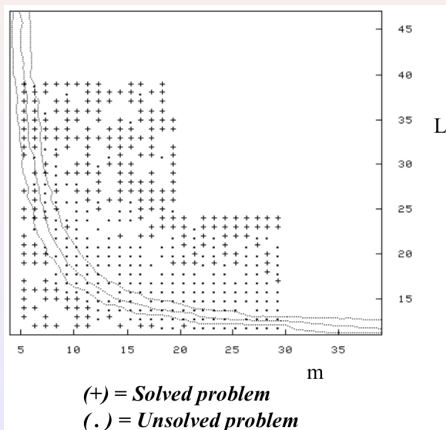 45
40
35
L
30
25
20
15
5 10 15 20 25 30 35
m
(+) = Solved problem
( . ) = Unsolved problem